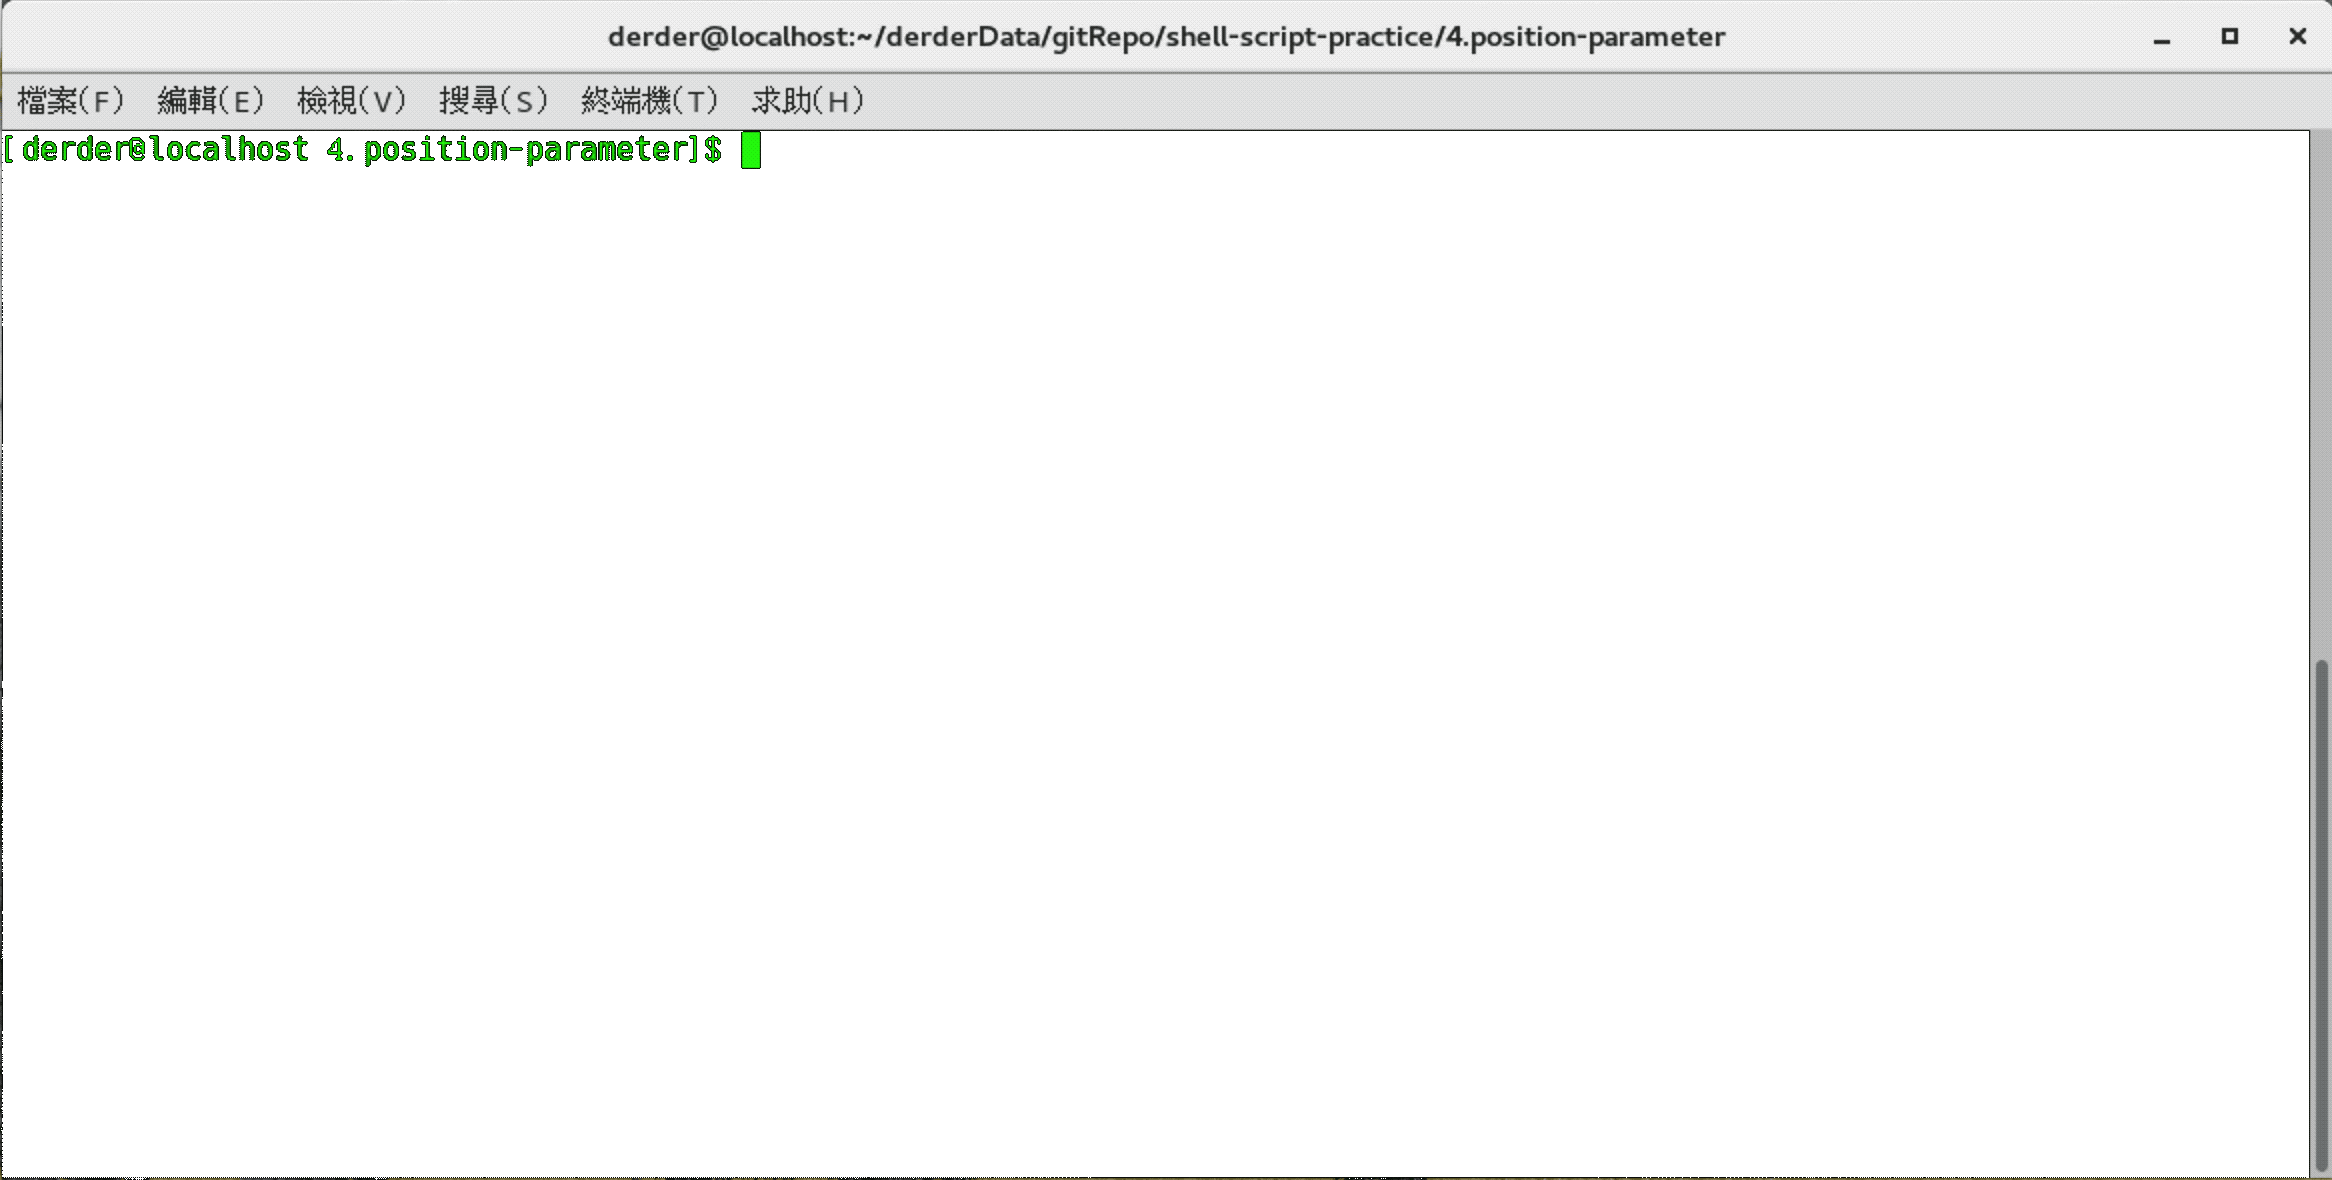 derder@localhost:~/derderData/gitRepo/shell-script-practice/4.position-parameter
檔案(F) 編輯(E) 檢視(V) 搜尋(S) 終端機(T) 求助(H)
[derder@localhost 4.position-parameter]$